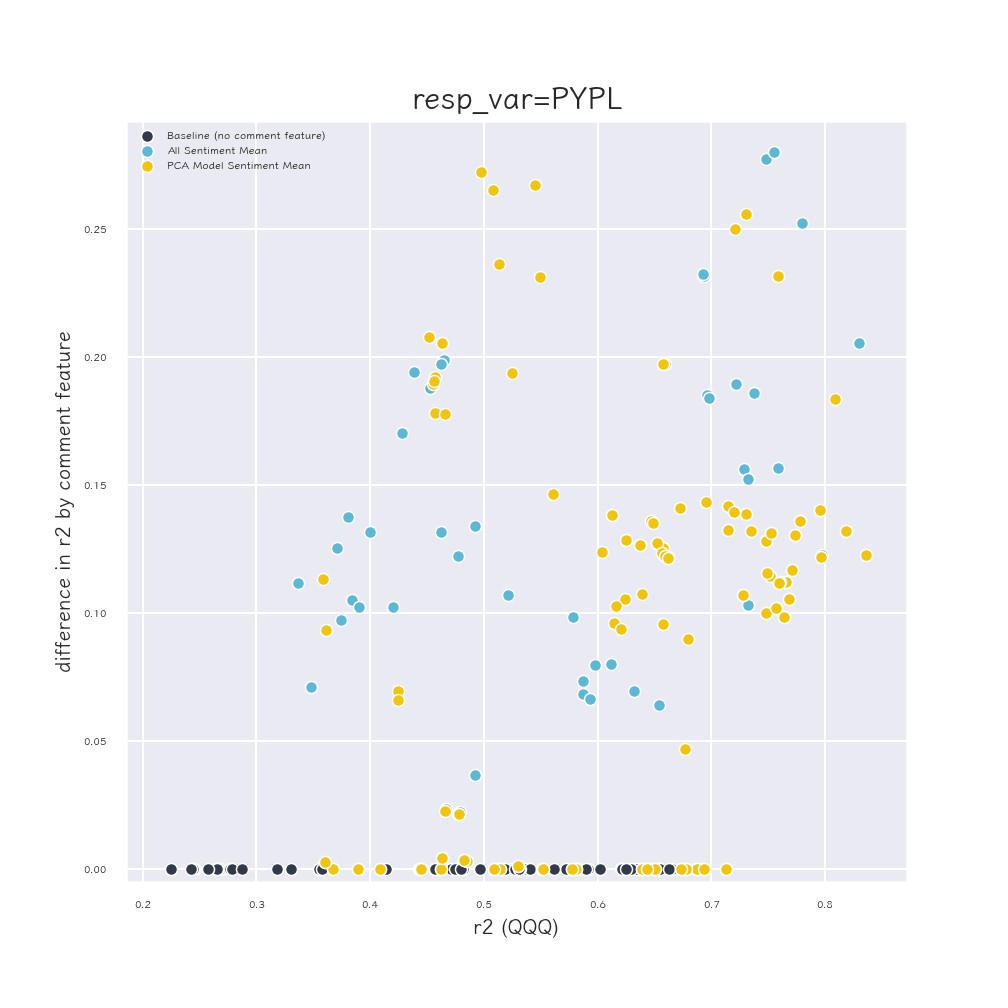 resp_var=PYPL
Baseline (no comment feature)
All Sentiment Mean
PCA Model Sentiment Mean
0.25
0.20
0.15
0.10
0.05
0.00
difference in r2 by comment feature
0.2 0.3 0.4 0.5 0.6 0.7 0.8
r2 (QQQ)